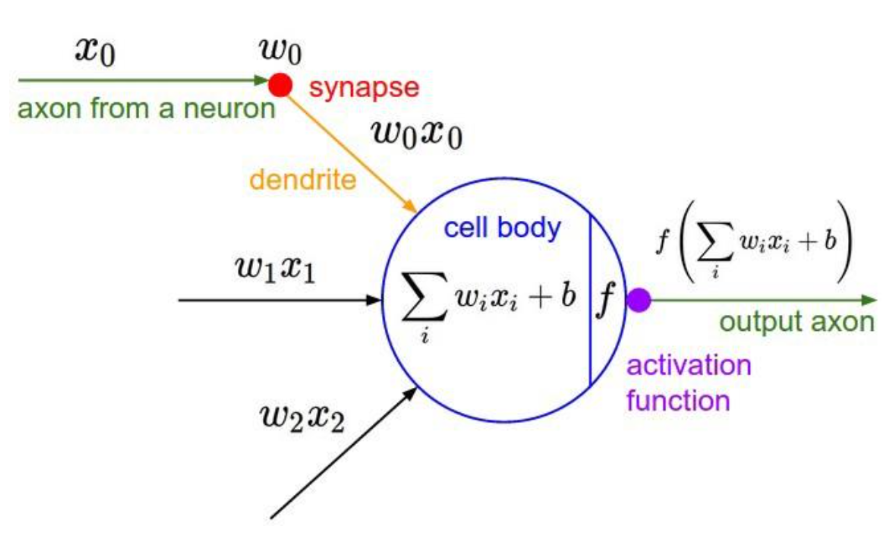 x₀
w₀
synapse
axon from a neuron
w₀x₀
dendrite
cell body
f(∑ᵢ wᵢxᵢ + b)
w₁x₁
∑ᵢ wᵢxᵢ + b
f
output axon
activation
function
w₂x₂